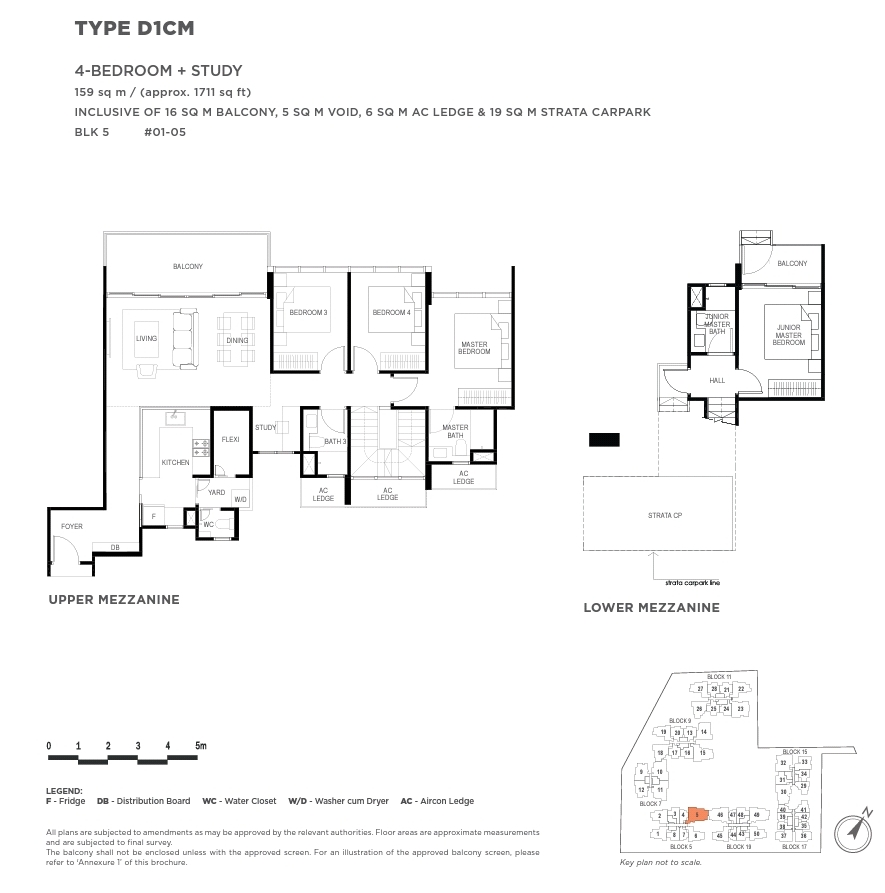 TYPE D1CM
4-BEDROOM + STUDY
159 sq m / (approx. 1711 sq ft)
INCLUSIVE OF 16 SQ M BALCONY, 5 SQ M VOID, 6 SQ M AC LEDGE & 19 SQ M STRATA CARPARK
BLK 5 #01-05
BALCONY
BEDROOM 3
BEDROOM 4
LIVING
DINING
MASTER
BEDROOM
STUDY
FLEXI
BATH 3
MASTER
BATH
KITCHEN
YARD
W/D
AC
LEDGE
AC
LEDGE
AC
LEDGE
F
WC
FOYER
DB
UPPER MEZZANINE
BALCONY
JUNIOR
MASTER
BATH
JUNIOR
MASTER
BEDROOM
HALL
STRATA CP
strata carpark line
LOWER MEZZANINE
0 1 2 3 4 5m
LEGEND:
F - Fridge DB - Distribution Board WC - Water Closet W/D - Washer cum Dryer AC - Aircon Ledge
All plans are subjected to amendments as may be approved by the relevant authorities. Floor areas are approximate measurements
and are subjected to final survey.
The balcony shall not be enclosed unless with the approved screen. For an illustration of the approved balcony screen, please
refer to 'Annexure 1' of this brochure.
BLOCK 11
27 28 21 22
26 25 24 23
BLOCK 9
19 20 13 14
18 17 16 15
BLOCK 15
32 33
31 34
30 29
9 10
12 11
BLOCK 7
2 3 4 5 46 47 48 49
1 8 7 6 45 44 43 50
BLOCK 5 BLOCK 19
40 41
39 42
38 35
37 36
BLOCK 17
N
Key plan not to scale.